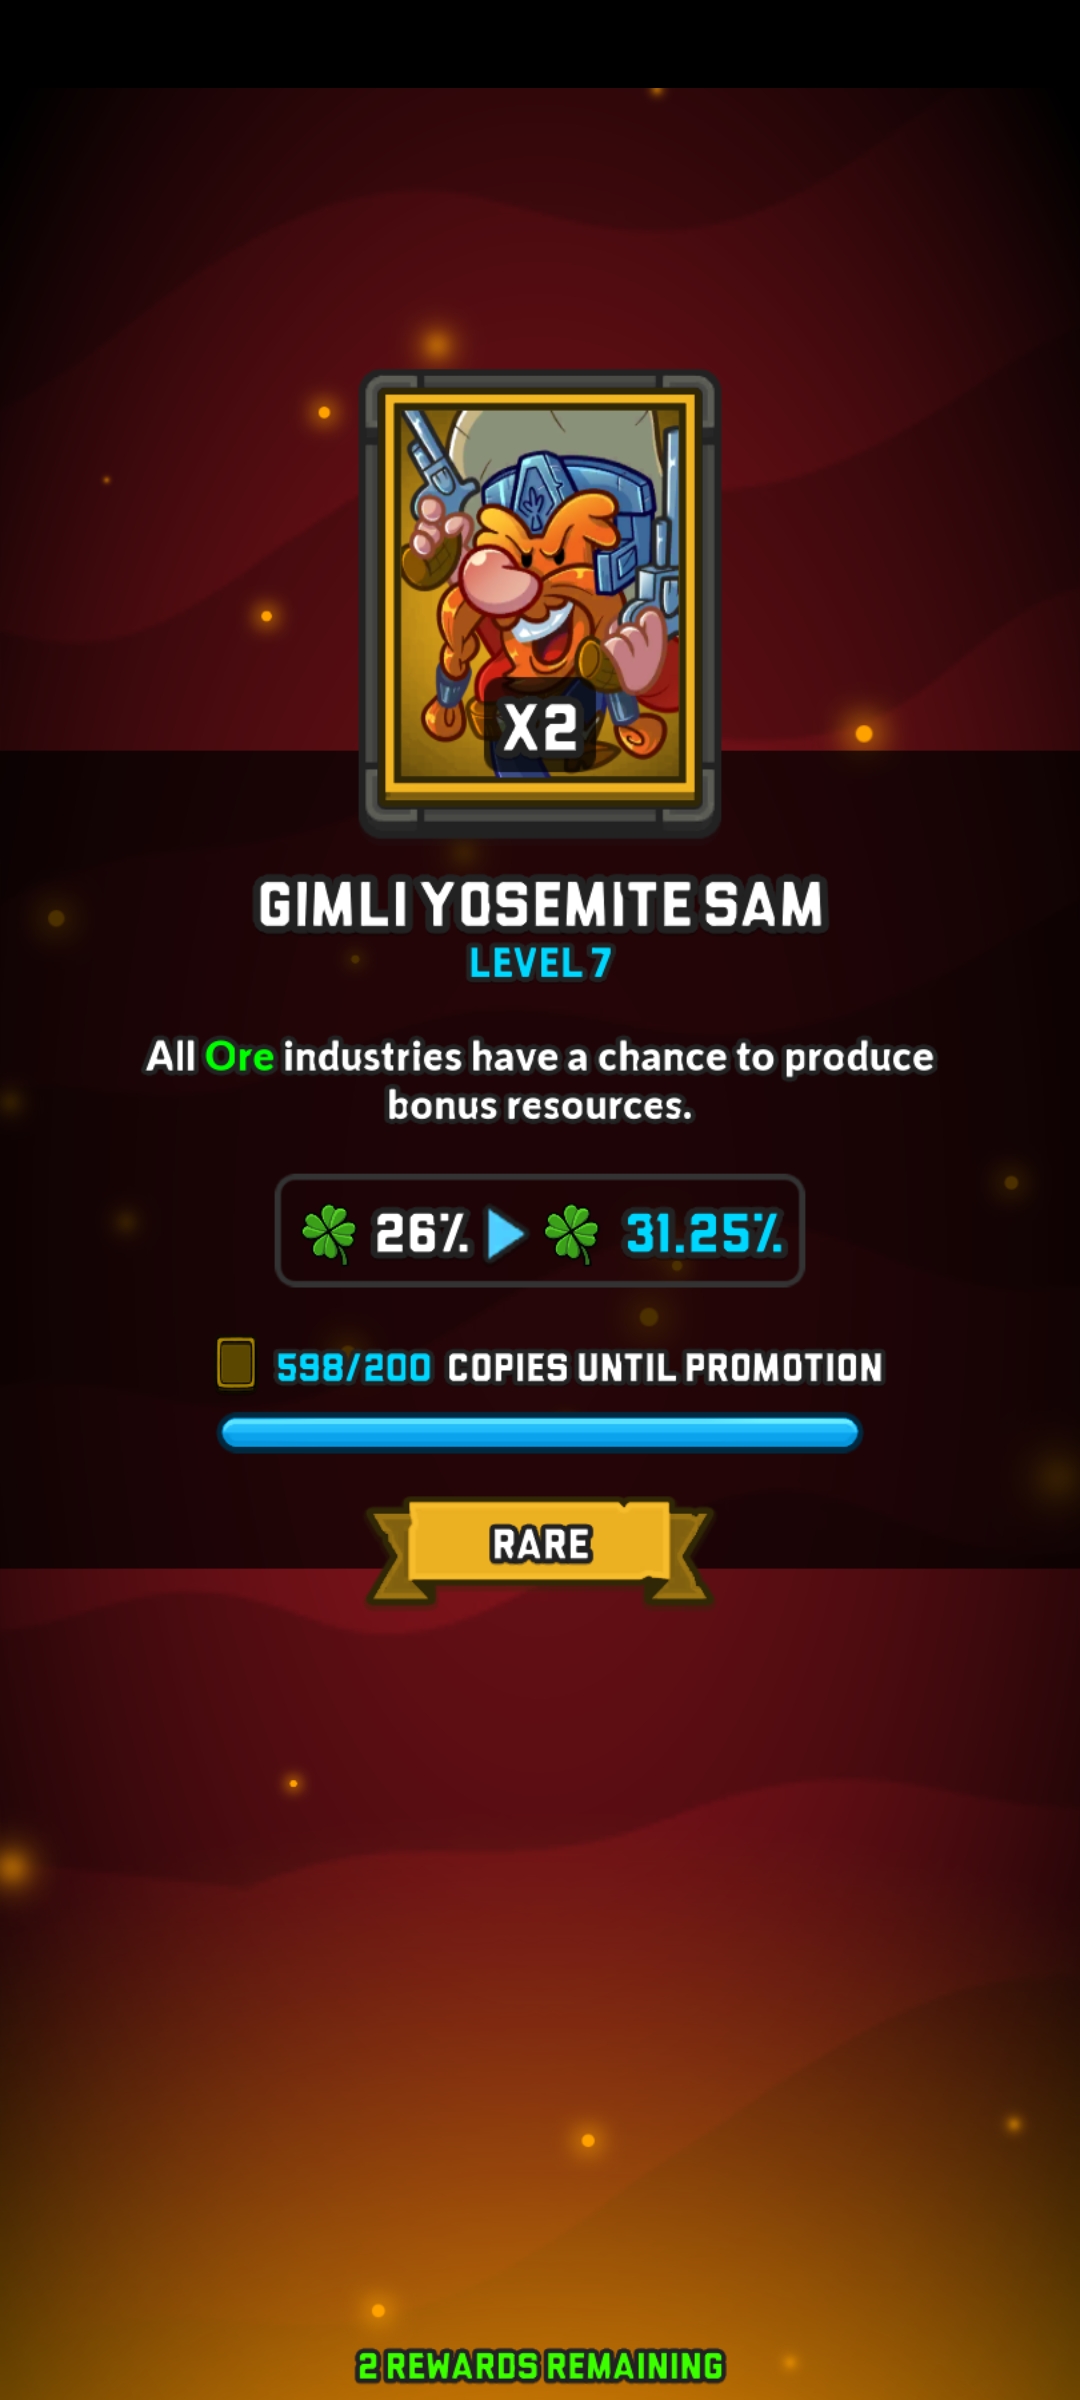 X2
GIMLI YOSEMITE SAM
LEVEL 7
All Ore industries have a chance to produce
bonus resources.
26% 31.25%
598/200 COPIES UNTIL PROMOTION
RARE
2 REWARDS REMAINING